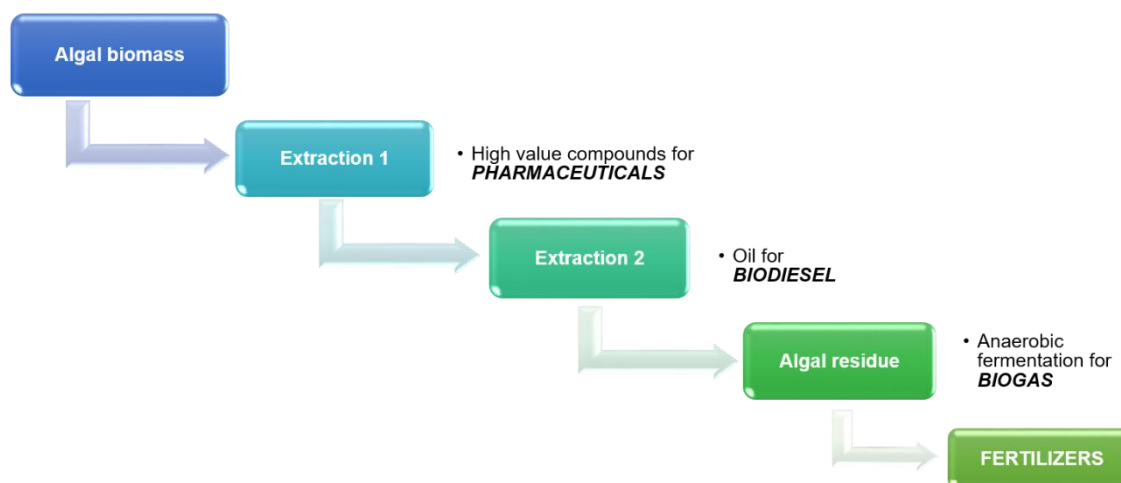 Algal biomass
Extraction 1
• High value compounds for
PHARMACEUTICALS
Extraction 2
• Oil for
BIODIESEL
Algal residue
• Anaerobic
fermentation for
BIOGAS
FERTILIZERS